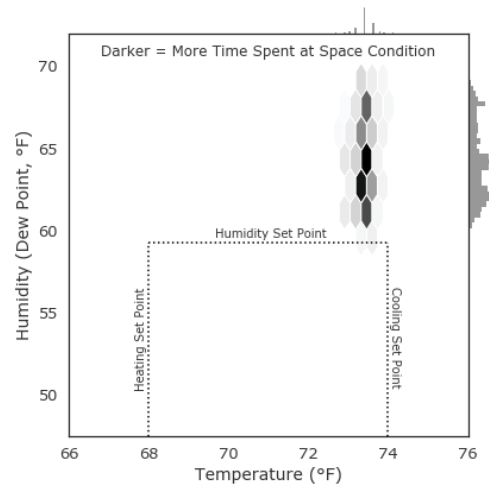 Darker = More Time Spent at Space Condition
70
65
60
55
50
Humidity (Dew Point, °F)
Humidity Set Point
Heating Set Point
Cooling Set Point
66 68 70 72 74 76
Temperature (°F)